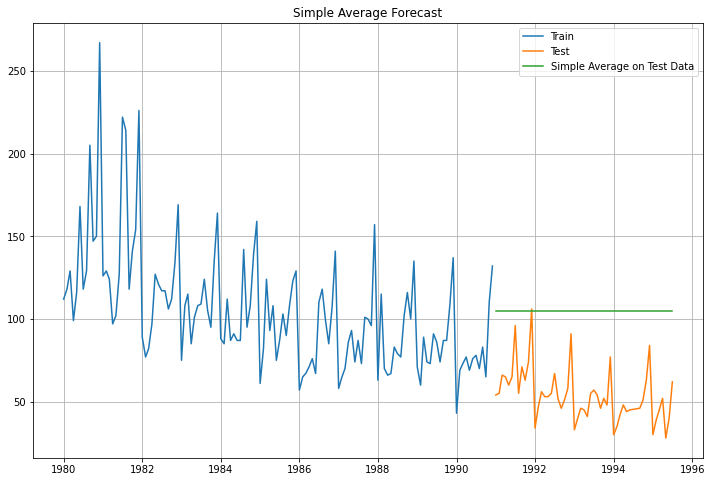 Simple Average Forecast
Train
Test
Simple Average on Test Data
250
200
150
100
50
1980 1982 1984 1986 1988 1990 1992 1994 1996